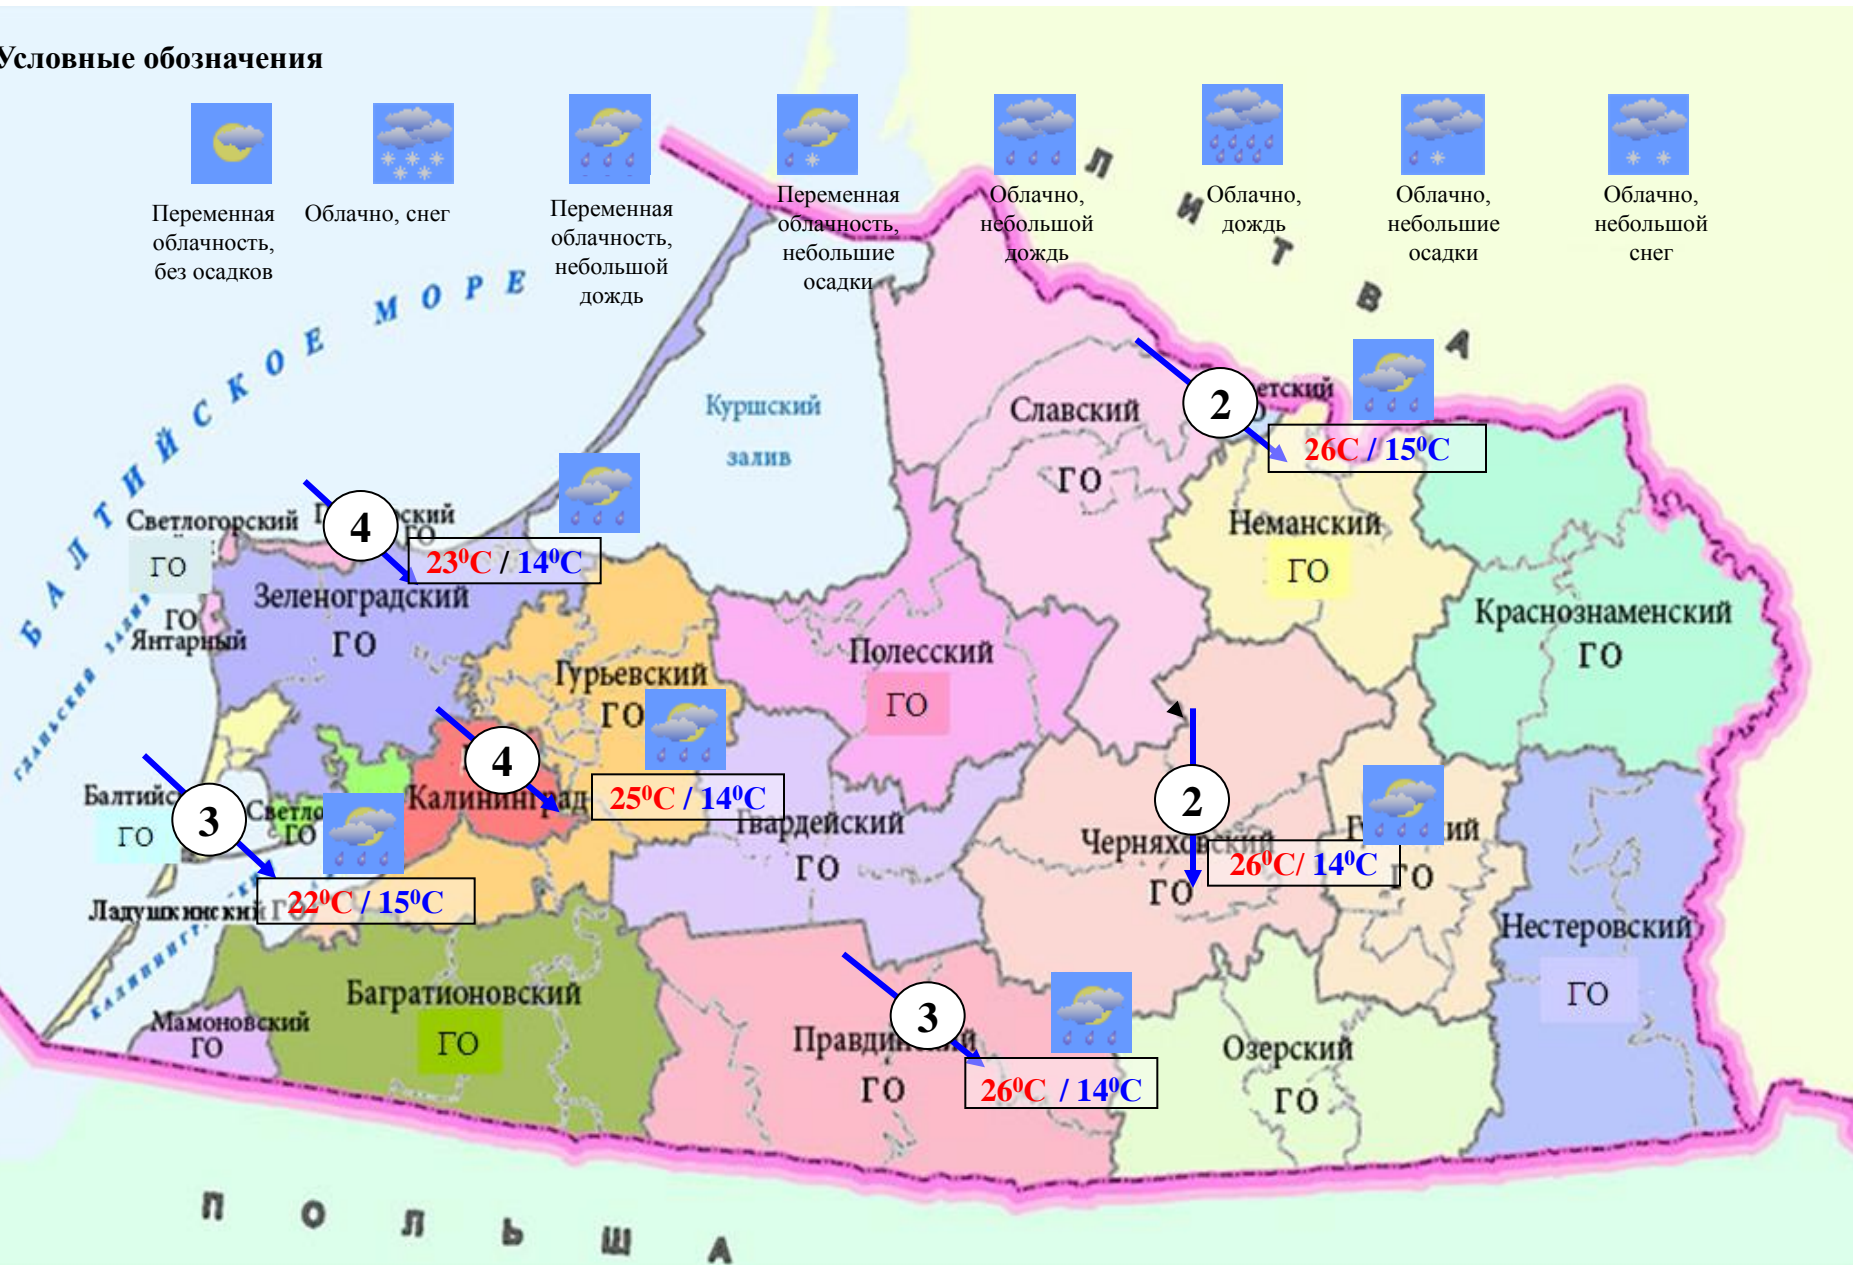 Условные обозначения
Переменная
облачность,
без осадков
Облачно, снег
Переменная
облачность,
небольшой
дождь
Переменная
облачность,
небольшие
осадки
Облачно,
небольшой
дождь
Облачно,
дождь
Облачно,
небольшие
осадки
Облачно,
небольшой
снег
БАЛТИЙСКОЕ МОРЕ
ЛИТВА
Куршский
залив
Славский
ГО
2
26С / 15⁰С
Неманский
ГО
Краснознаменский
ГО
Светлогорский
ГО
4
ГО
23⁰С / 14⁰С
Зеленоградский
ГО
ГО
Янтарный
Гурьевский
ГО
Полесский
ГО
4
Калининград
25⁰С / 14⁰С
3
ГО
ГО
22⁰С / 15⁰С
Ладушкинский ГО
Гвардейский
ГО
2
Черняховский
ГО
26⁰С/ 14⁰С
ГО
Нестеровский
ГО
Багратионовский
ГО
Мамоновский
ГО
3
Правдинский
ГО
26⁰С / 14⁰С
Озерский
ГО
ПОЛЬША